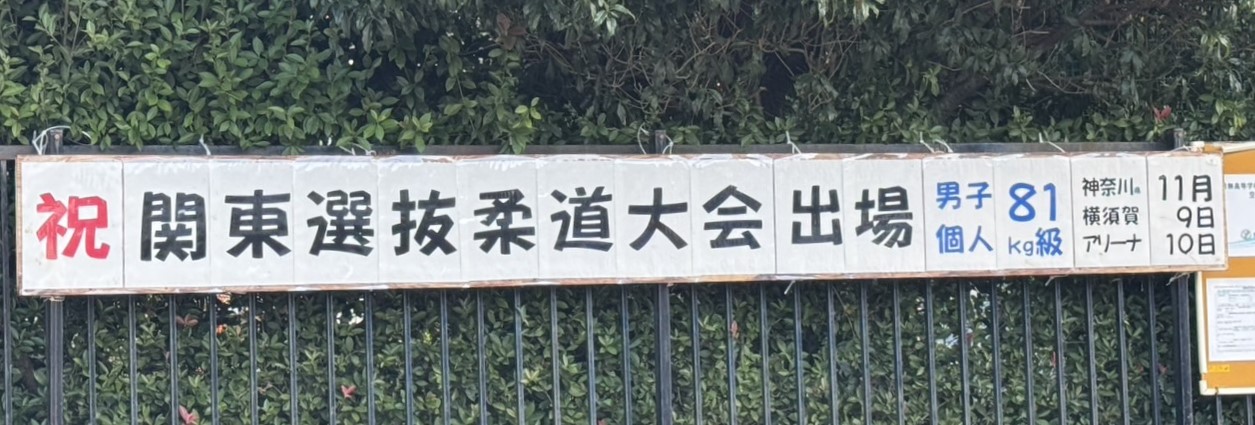 祝 関東選抜柔道大会 出場
男子
個人
81
kg級
神奈川県
横須賀
アリーナ
11月
9日
10日